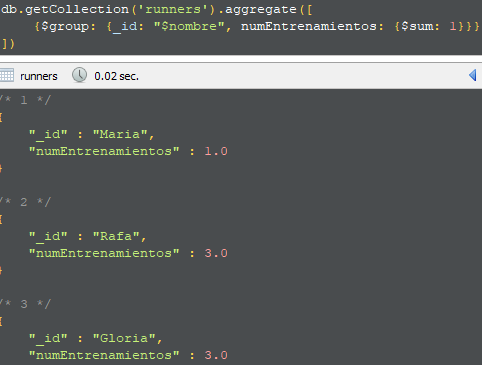 db.getCollection('runners').aggregate([
{$group: {_id: "$nombre", numEntrenamientos: {$sum: 1}}}
])
runners 0.02 sec.
/* 1 */
{
"_id" : "Maria",
"numEntrenamientos" : 1.0
}
/* 2 */
{
"_id" : "Rafa",
"numEntrenamientos" : 3.0
}
/* 3 */
{
"_id" : "Gloria",
"numEntrenamientos" : 3.0